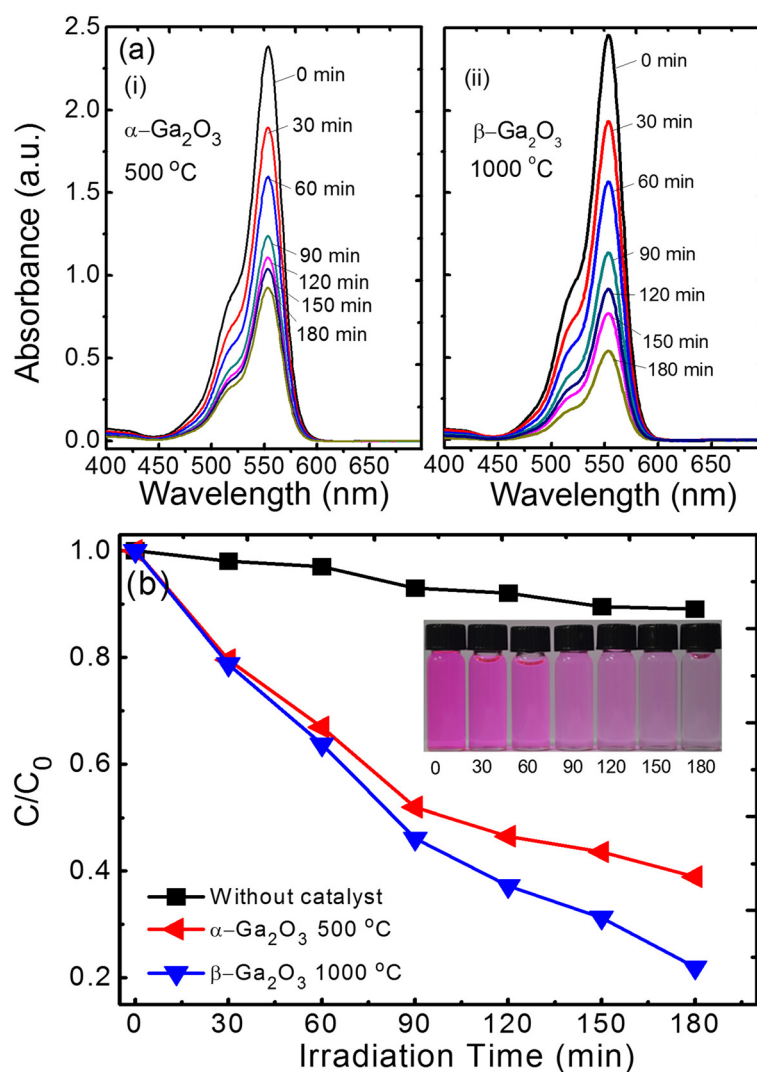 (a)
(i)
α–Ga2O3
500 °C
0 min
30 min
60 min
90 min
120 min
150 min
180 min
2.5
2.0
1.5
1.0
0.5
0.0
Absorbance (a.u.)
400 450 500 550 600 650
Wavelength (nm)
(ii)
β–Ga2O3
1000 °C
0 min
30 min
60 min
90 min
120 min
150 min
180 min
400 450 500 550 600 650
Wavelength (nm)
(b)
1.0
0.8
0.6
0.4
0.2
C/C0
0 30 60 90 120 150 180
Without catalyst
α–Ga2O3 500 °C
β–Ga2O3 1000 °C
0 30 60 90 120 150 180
Irradiation Time (min)